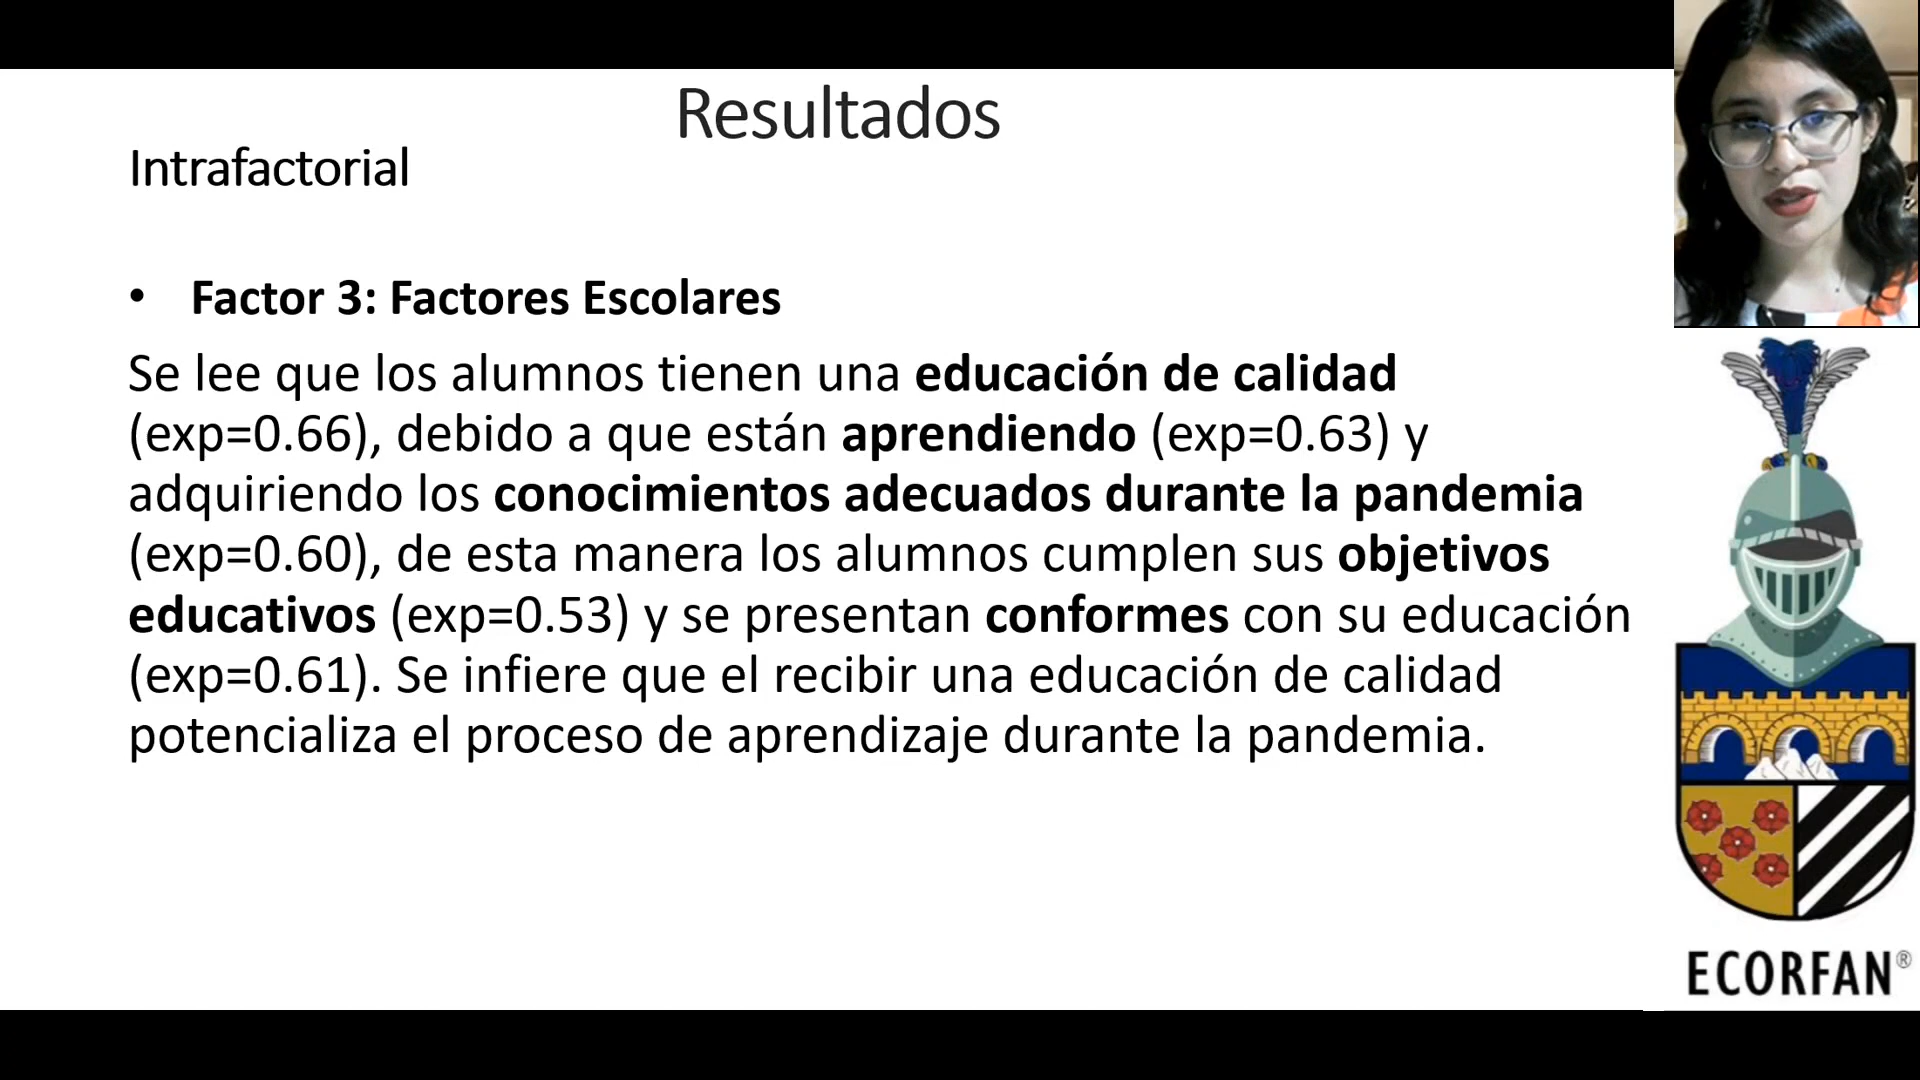 Resultados
Intrafactorial
• Factor 3: Factores Escolares
Se lee que los alumnos tienen una educación de calidad
(exp=0.66), debido a que están aprendiendo (exp=0.63) y
adquiriendo los conocimientos adecuados durante la pandemia
(exp=0.60), de esta manera los alumnos cumplen sus objetivos
educativos (exp=0.53) y se presentan conformes con su educación
(exp=0.61). Se infiere que el recibir una educación de calidad
potencializa el proceso de aprendizaje durante la pandemia.
ECORFAN®